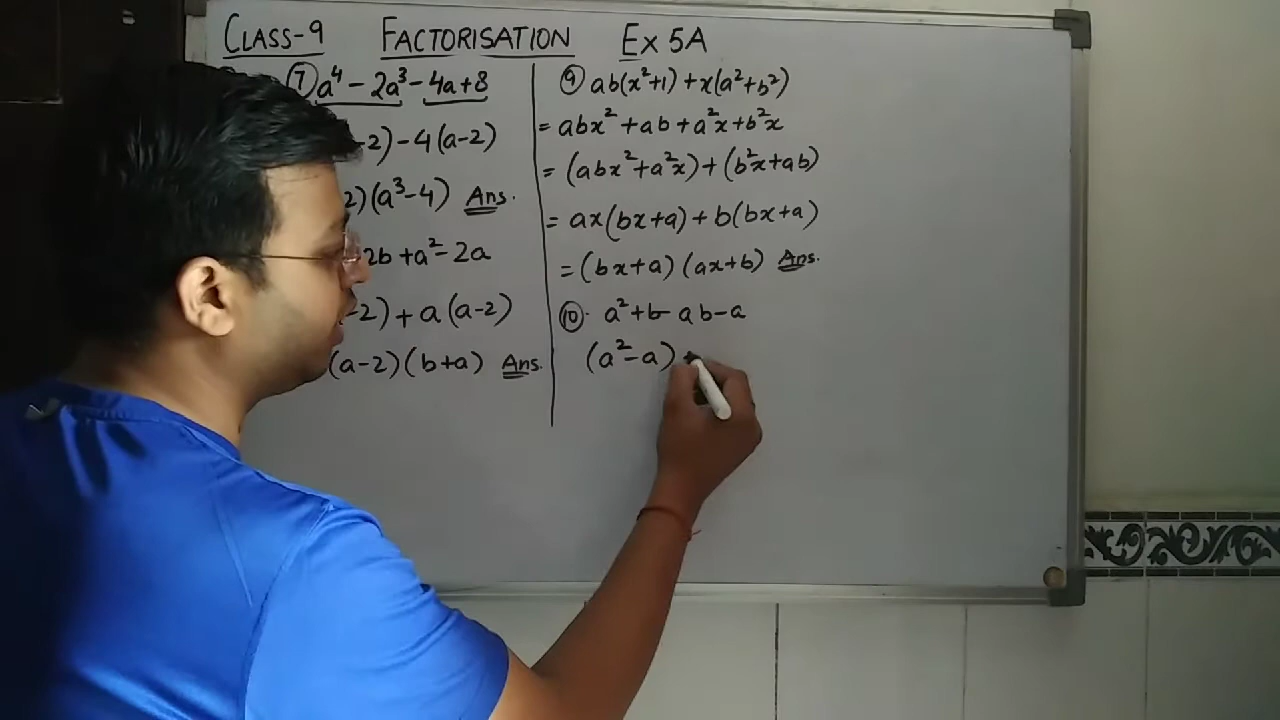 CLASS-9 FACTORISATION Ex 5A
⑦ a⁴ - 2a³ - 4a + 8
-2) - 4(a-2)
2)(a³-4) Ans.
2b + a² - 2a
-2) + a(a-2)
(a-2)(b+a) Ans.
⑨ ab(x²+1) + x(a²+b²)
= abx² + ab + a²x + b²x
= (abx² + a²x) + (b²x + ab)
= ax(bx+a) + b(bx+a)
= (bx+a)(ax+b) Ans.
⑩. a² + b - ab - a
(a² - a) +